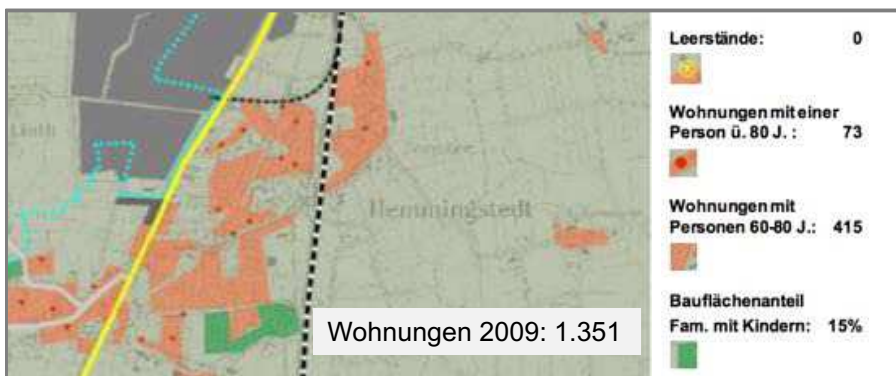 Lieth
Hemmingstedt
Wohnungen 2009: 1.351
Leerstände: 0
Wohnungen mit einer
Person ü. 80 J. : 73
Wohnungen mit
Personen 60-80 J.: 415
Bauflächenanteil
Fam. mit Kindern: 15%